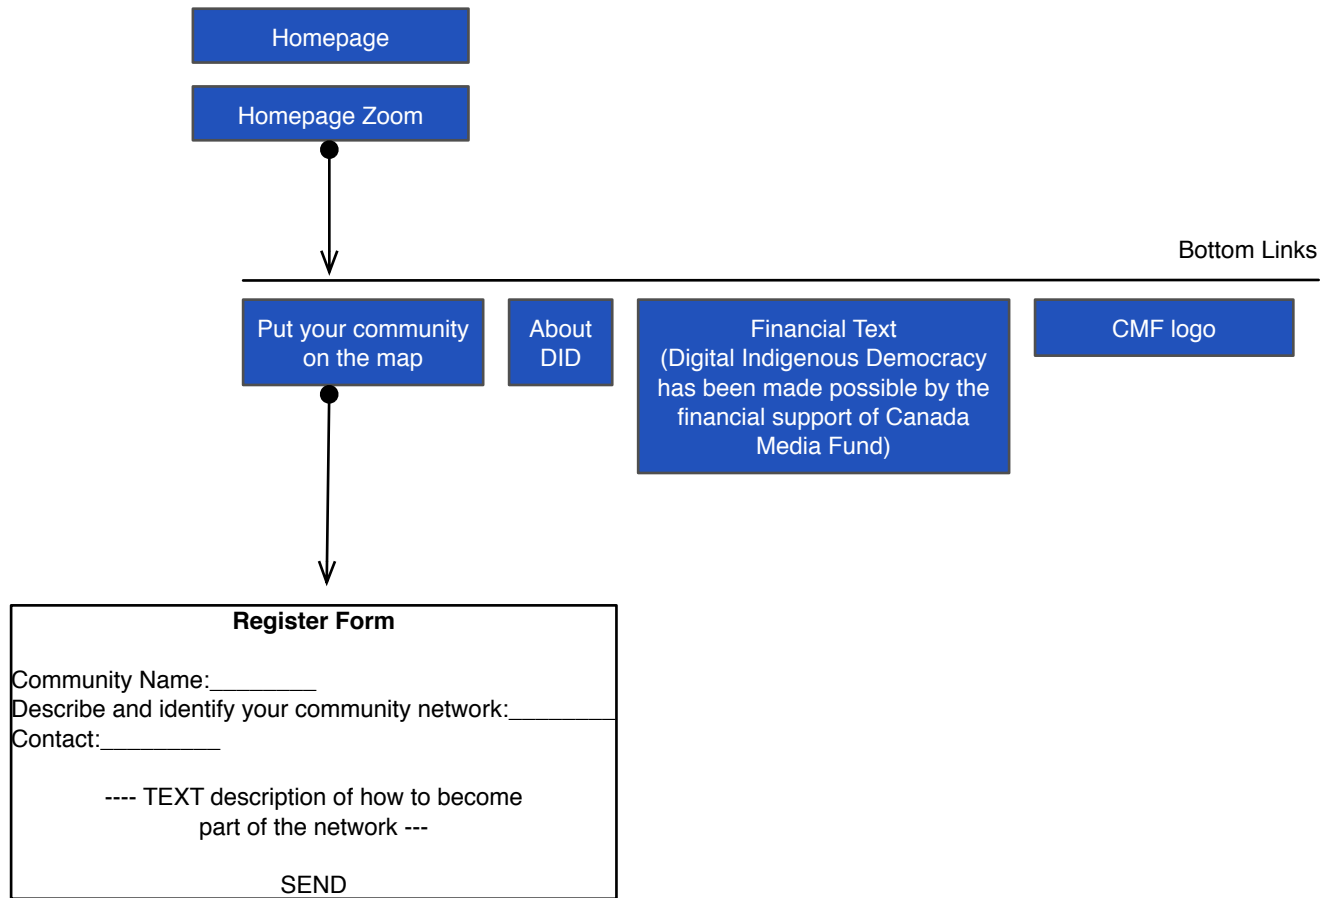 Homepage
Homepage Zoom
Bottom Links
Put your community
on the map
About
DID
Financial Text
(Digital Indigenous Democracy
has been made possible by the
financial support of Canada
Media Fund)
CMF logo
Register Form
Community Name:________
Describe and identify your community network:________
Contact:_________
---- TEXT description of how to become
part of the network ---
SEND